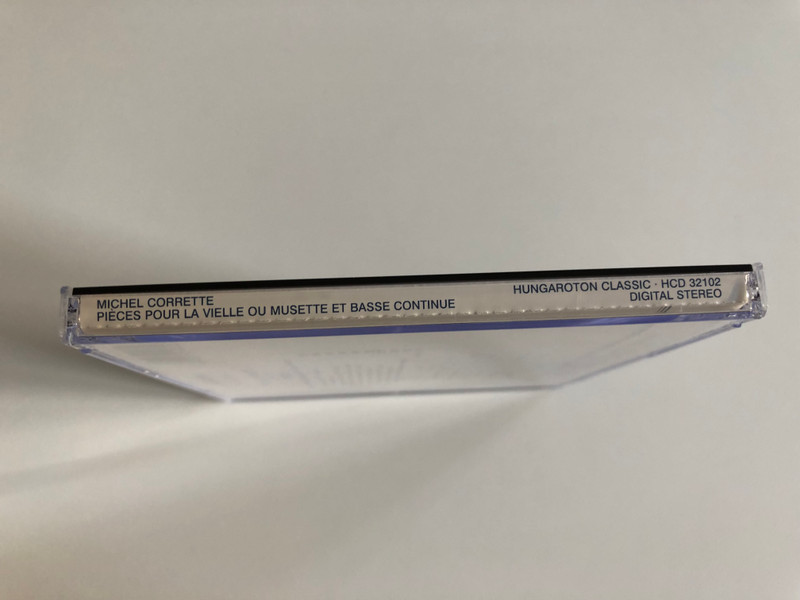 MICHEL CORRETTE
PIÈCES POUR LA VIELLE OU MUSETTE ET BASSE CONTINUE
HUNGAROTON CLASSIC · HCD 32102
DIGITAL STEREO